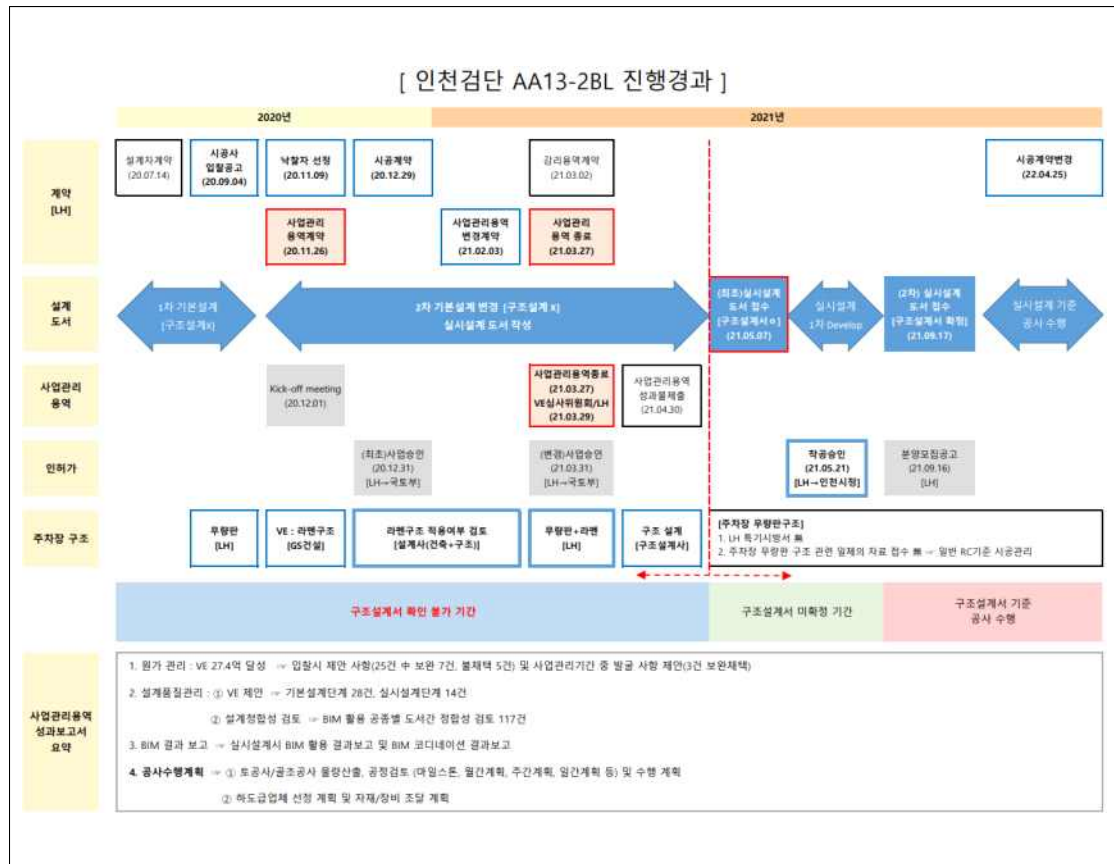 [ 인천검단 AA13-2BL 진행경과 ]
2020년
2021년
계약
[LH]
설계자계약
(20.07.14)
시공사
입찰공고
(20.09.04)
낙찰자 선정
(20.11.09)
시공계약
(20.12.29)
감리용역계약
(21.03.02)
시공계약변경
(22.04.25)
사업관리
용역계약
(20.11.26)
사업관리용역
변경계약
(21.02.03)
사업관리
용역 종료
(21.03.27)
설계
도서
1차 기본설계
[구조설계x]
2차 기본설계 변경 [구조설계 x]
실시설계 도서 작성
(최초)실시설계
도서 접수
[구조설계서ㅇ]
(21.05.07)
실시설계
1차 Develop
(2차) 실시설계
도서 접수
[구조설계서 확정]
(21.09.17)
실시설계 기준
공사 수행
사업관리
용역
Kick-off meeting
(20.12.01)
사업관리용역종료
(21.03.27)
VE심사위원회/LH
(21.03.29)
사업관리용역
성과물제출
(21.04.30)
인허가
(최초)사업승인
(20.12.31)
[LH→국토부]
(변경)사업승인
(21.03.31)
[LH→국토부]
착공승인
(21.05.21)
[LH→인천시청]
분양모집공고
(21.09.16)
[LH]
주차장 구조
무량판
[LH]
VE : 라멘구조
[GS건설]
라멘구조 적용여부 검토
[설계사(건축+구조)]
무량판+라멘
[LH]
구조 설계
[구조설계사]
[주차장 무량판구조]
1. LH 특기시방서 無
2. 주차장 무량판 구조 관련 일체의 자료 접수 無 ☞ 일반 RC기준 시공관리
구조설계서 확인 불가 기간
구조설계서 미확정 기간
구조설계서 기준
공사 수행
사업관리용역
성과보고서
요약
1. 원가 관리 : VE 27.4억 달성 ☞ 입찰시 제안 사항(25건 中 보완 7건, 불채택 5건) 및 사업관리기간 중 발굴 사항 제안(3건 보완채택)
2. 설계품질관리 : ① VE 제안 ☞ 기본설계단계 28건, 실시설계단계 14건
② 설계정합성 검토 ☞ BIM 활용 공종별 도서간 정합성 검토 117건
3. BIM 결과 보고 ☞ 실시설계시 BIM 활용 결과보고 및 BIM 코디네이션 결과보고
4. 공사수행계획 ☞ ① 토공사/골조공사 물량산출, 공정검토 (마일스톤, 월간계획, 주간계획, 일간계획 등) 및 수행 계획
② 하도급업체 선정 계획 및 자재/장비 조달 계획